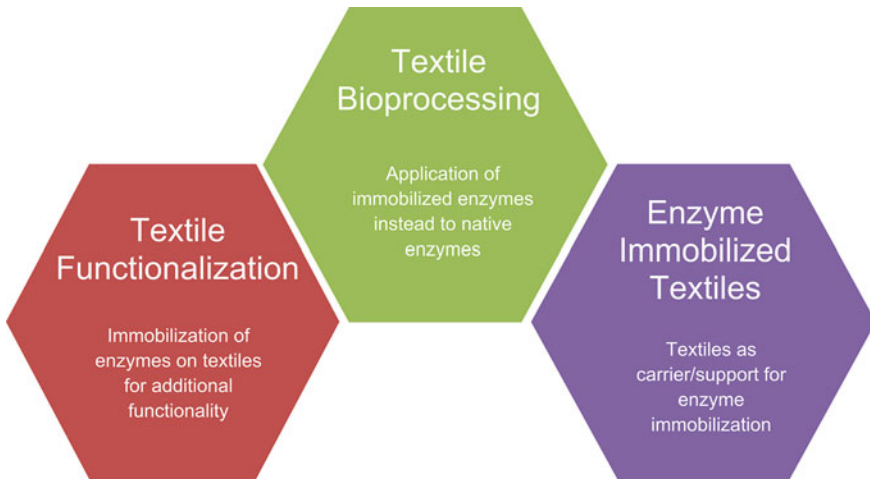 Textile
Bioprocessing
Application of
immobilized enzymes
instead to native
enzymes
Textile
Functionalization
Immobilization of
enzymes on textiles
for additional
functionality
Enzyme
Immobilized
Textiles
Textiles as
carrier/support for
enzyme
immobilization